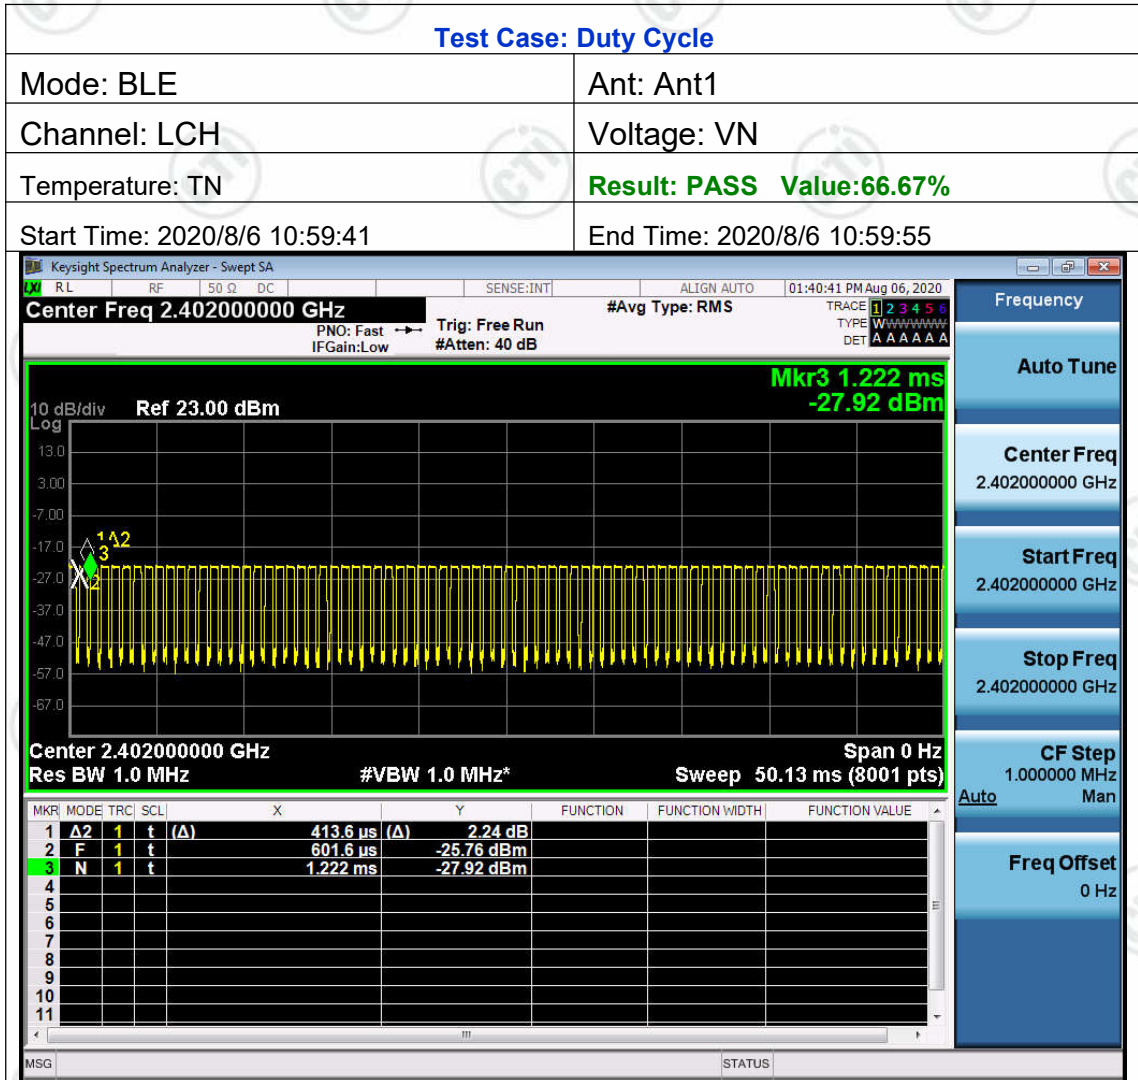 Test Case: Duty Cycle
Mode: BLE Ant: Ant1
Channel: LCH Voltage: VN
Temperature: TN Result: PASS Value:66.67%
Start Time: 2020/8/6 10:59:41 End Time: 2020/8/6 10:59:55
Keysight Spectrum Analyzer - Swept SA
LXI RL RF 50 Ω DC SENSE:INT ALIGN AUTO 01:40:41 PM Aug 06, 2020
Center Freq 2.402000000 GHz #Avg Type: RMS TRACE 1 2 3 4 5 6
PNO: Fast Trig: Free Run TYPE WWWWWW
IFGain:Low #Atten: 40 dB DET A A A A A A
Frequency
Auto Tune
Center Freq
2.402000000 GHz
Start Freq
2.402000000 GHz
Stop Freq
2.402000000 GHz
CF Step
1.000000 MHz
Auto Man
Freq Offset
0 Hz
Mkr3 1.222 ms
-27.92 dBm
10 dB/div Ref 23.00 dBm
Log
13.0
3.00
-7.00
-17.0
-27.0
-37.0
-47.0
-57.0
-67.0
1Δ2
3
2
Center 2.402000000 GHz Span 0 Hz
Res BW 1.0 MHz #VBW 1.0 MHz* Sweep 50.13 ms (8001 pts)
MKR MODE TRC SCL X Y FUNCTION FUNCTION WIDTH FUNCTION VALUE
1 Δ2 1 t (Δ) 413.6 µs (Δ) 2.24 dB
2 F 1 t 601.6 µs -25.76 dBm
3 N 1 t 1.222 ms -27.92 dBm
4
5
6
7
8
9
10
11
MSG STATUS
CTI